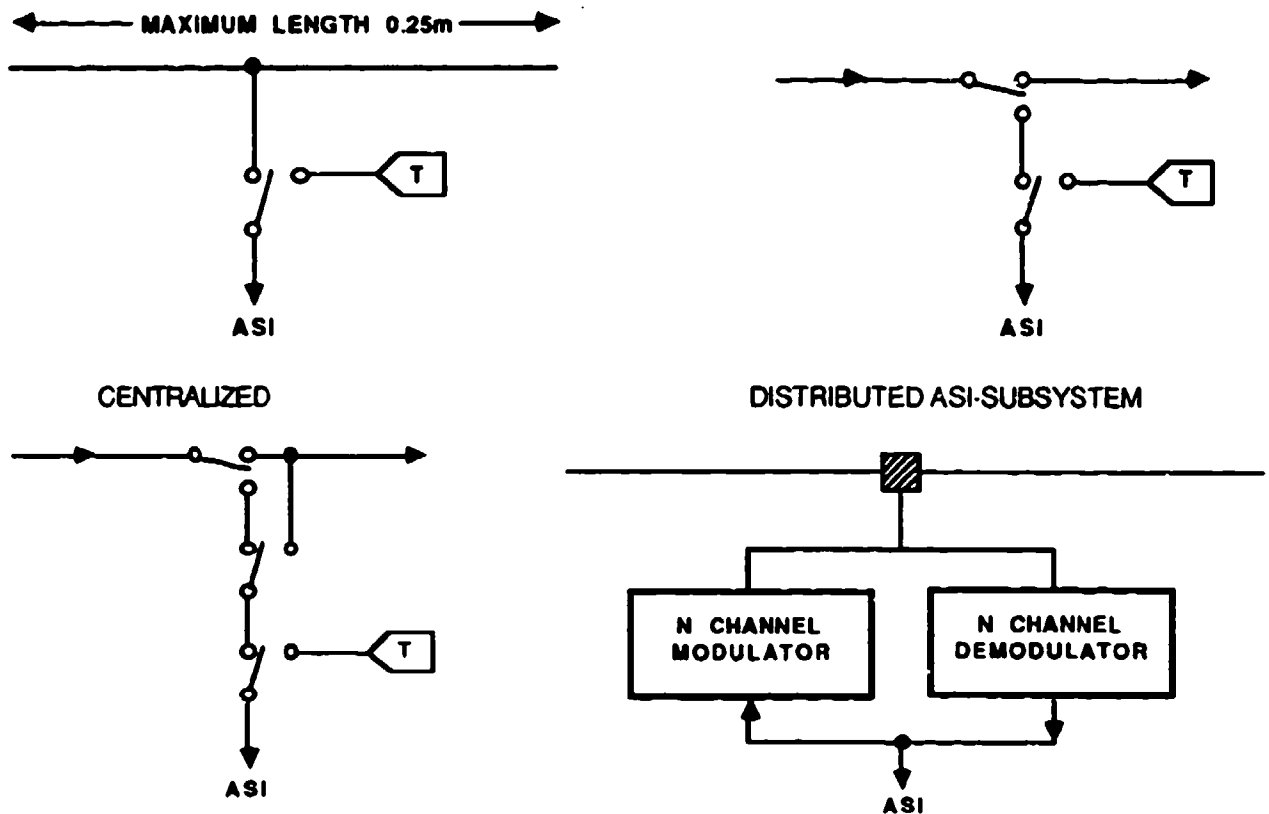 MAXIMUM LENGTH 0.25m
T
ASI
T
ASI
CENTRALIZED
DISTRIBUTED ASI-SUBSYSTEM
T
ASI
N CHANNEL
MODULATOR
N CHANNEL
DEMODULATOR
ASI